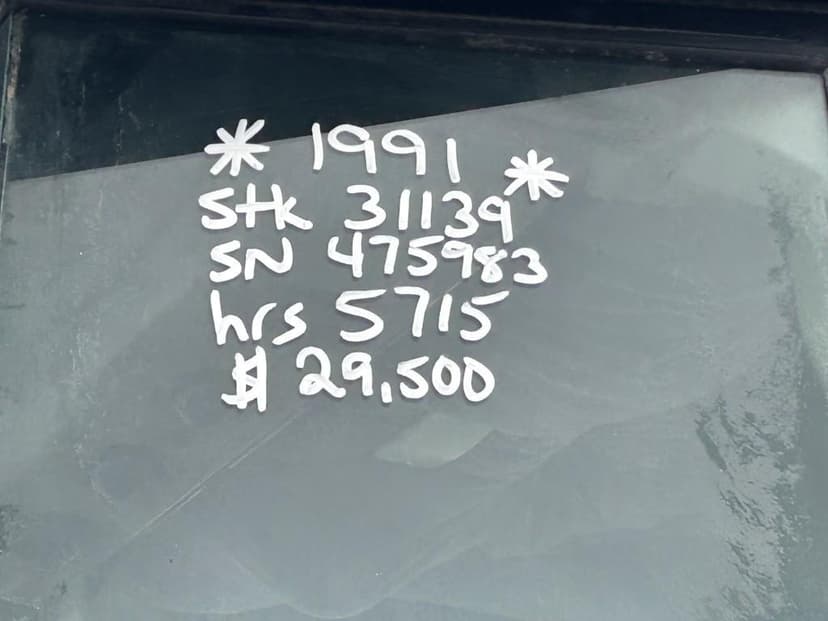 * 1991 *
Stk 31139
SN 475983
hrs 5715
$ 29,500